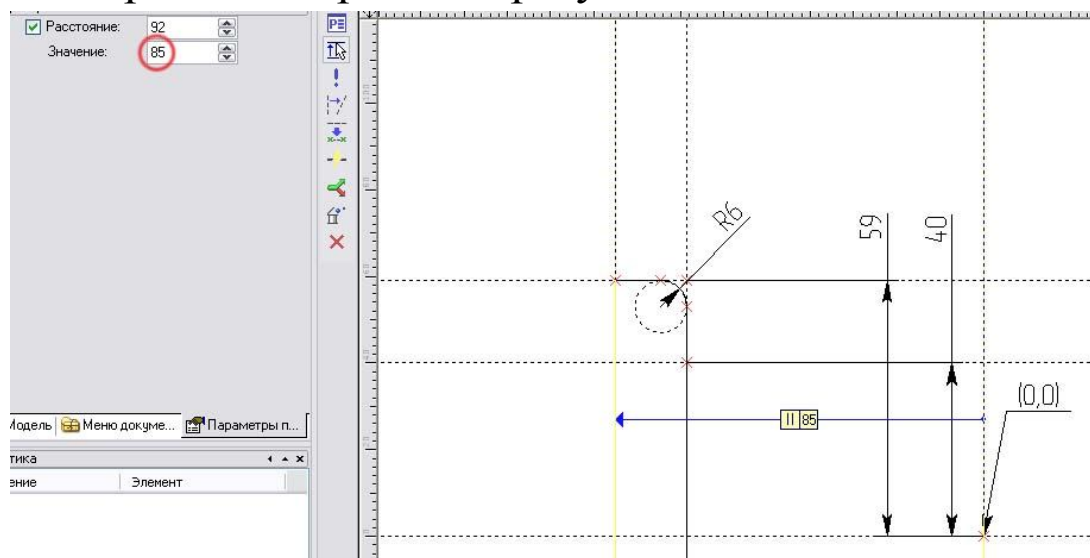 Расстояние: 92
Значение: 85
R6
59
40
(0,0)
85
Модель Меню докуме... Параметры п...
тика
ение Элемент